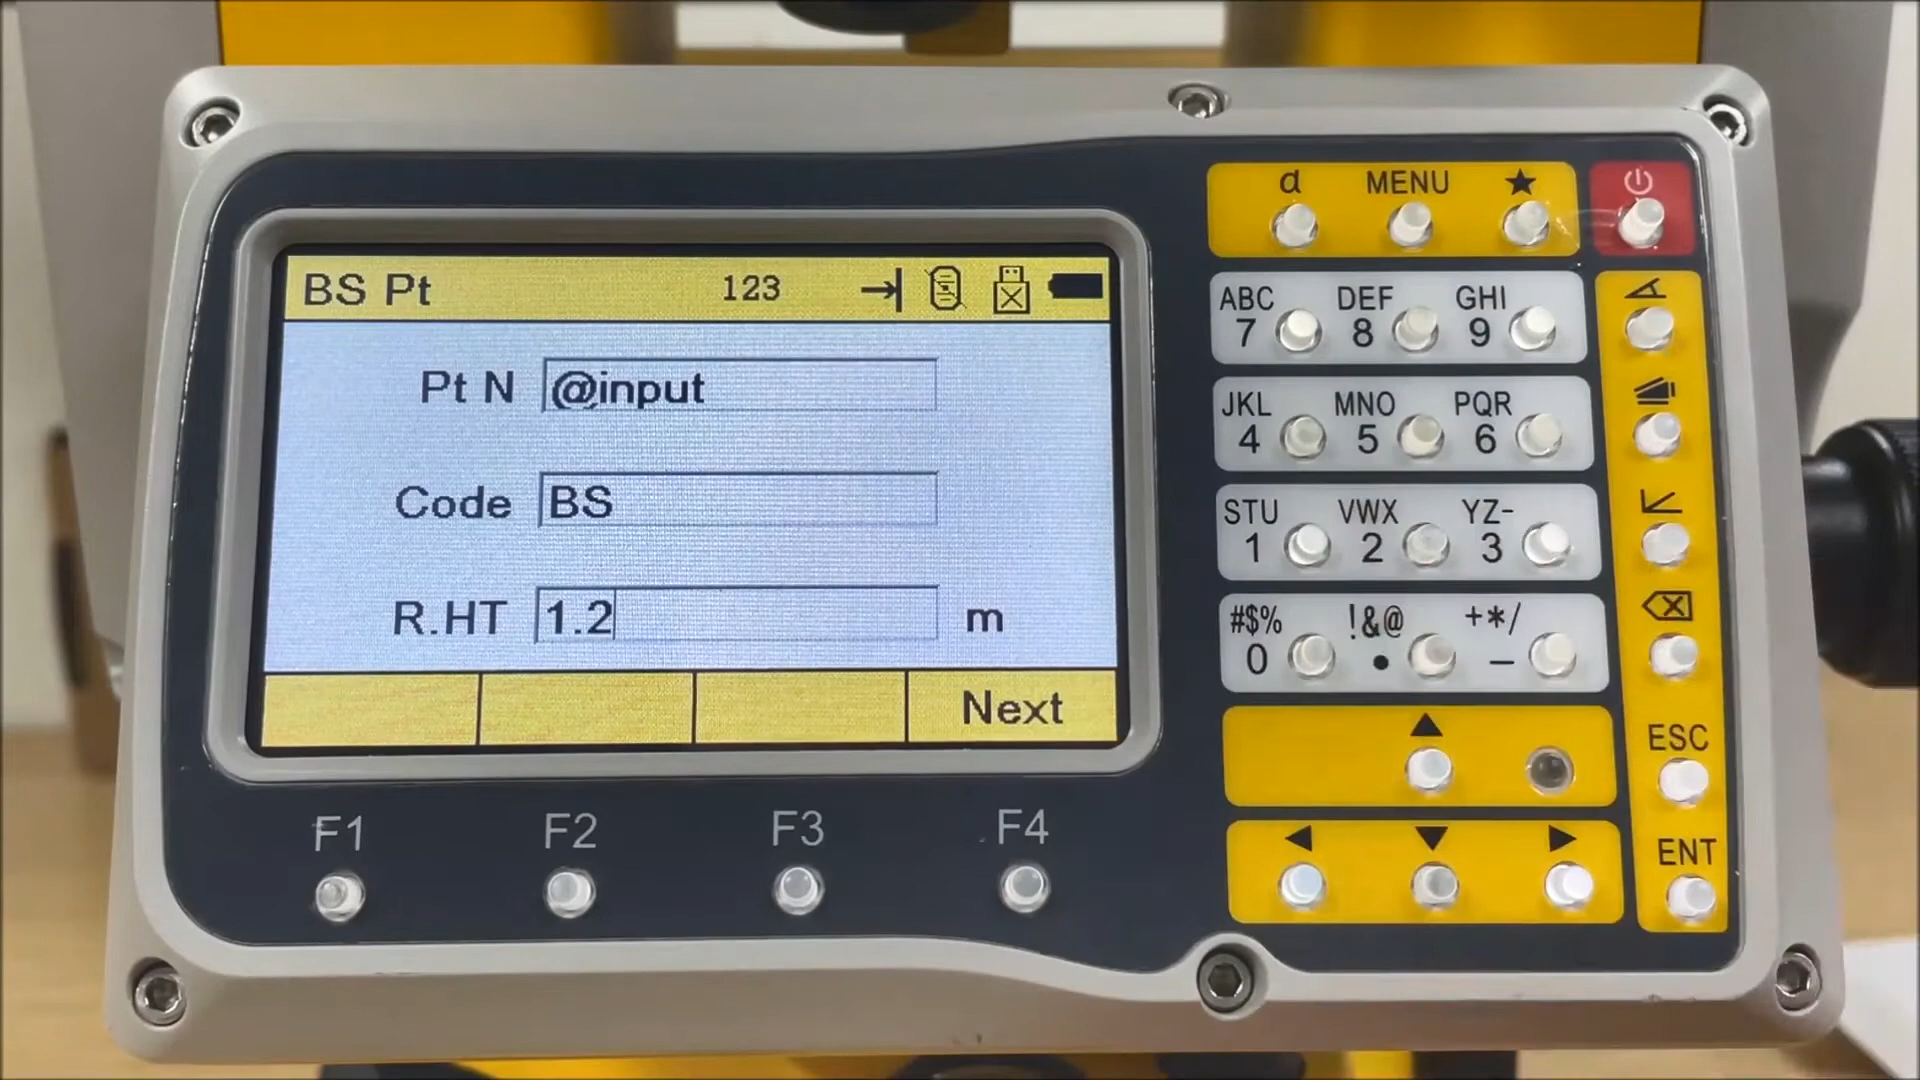 BS Pt 123
Pt N @input
Code BS
R.HT 1.2 m
Next
F1 F2 F3 F4
α MENU ★
ABC DEF GHI
7 8 9
JKL MNO PQR
4 5 6
STU VWX YZ-
1 2 3
#$% !&@ +*/
0 • –
ESC
ENT